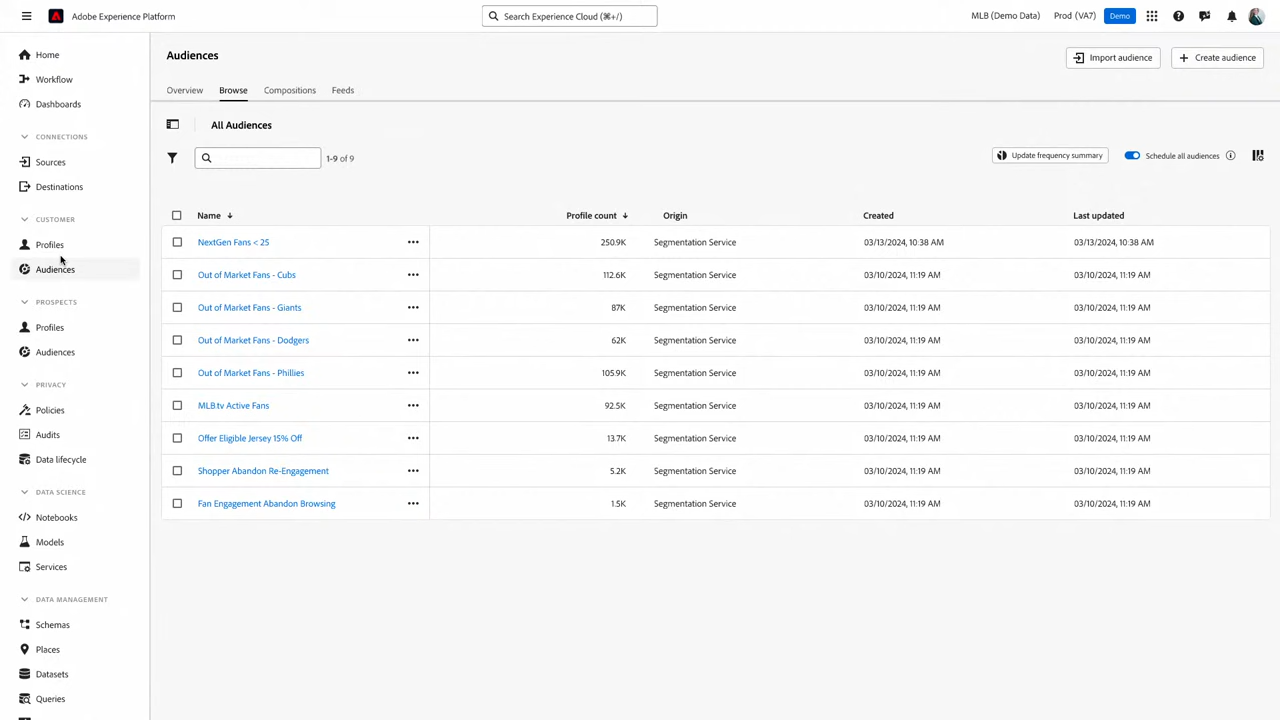 Adobe Experience Platform
Search Experience Cloud (⌘+/)
MLB (Demo Data)
Prod (VA7)
Demo
Home
Workflow
Dashboards
CONNECTIONS
Sources
Destinations
CUSTOMER
Profiles
Audiences
PROSPECTS
Profiles
Audiences
PRIVACY
Policies
Audits
Data lifecycle
DATA SCIENCE
Notebooks
Models
Services
DATA MANAGEMENT
Schemas
Places
Datasets
Queries
Audiences
Import audience
Create audience
Overview Browse Compositions Feeds
All Audiences
1-9 of 9
Update frequency summary
Schedule all audiences
Name Profile count Origin Created Last updated
NextGen Fans < 25 250.9K Segmentation Service 03/13/2024, 10:38 AM 03/13/2024, 10:38 AM
Out of Market Fans - Cubs 112.6K Segmentation Service 03/10/2024, 11:19 AM 03/10/2024, 11:19 AM
Out of Market Fans - Giants 87K Segmentation Service 03/10/2024, 11:19 AM 03/10/2024, 11:19 AM
Out of Market Fans - Dodgers 62K Segmentation Service 03/10/2024, 11:19 AM 03/10/2024, 11:19 AM
Out of Market Fans - Phillies 105.9K Segmentation Service 03/10/2024, 11:19 AM 03/10/2024, 11:19 AM
MLB.tv Active Fans 92.5K Segmentation Service 03/10/2024, 11:19 AM 03/10/2024, 11:19 AM
Offer Eligible Jersey 15% Off 13.7K Segmentation Service 03/10/2024, 11:19 AM 03/10/2024, 11:19 AM
Shopper Abandon Re-Engagement 5.2K Segmentation Service 03/10/2024, 11:19 AM 03/10/2024, 11:19 AM
Fan Engagement Abandon Browsing 1.5K Segmentation Service 03/10/2024, 11:19 AM 03/10/2024, 11:19 AM